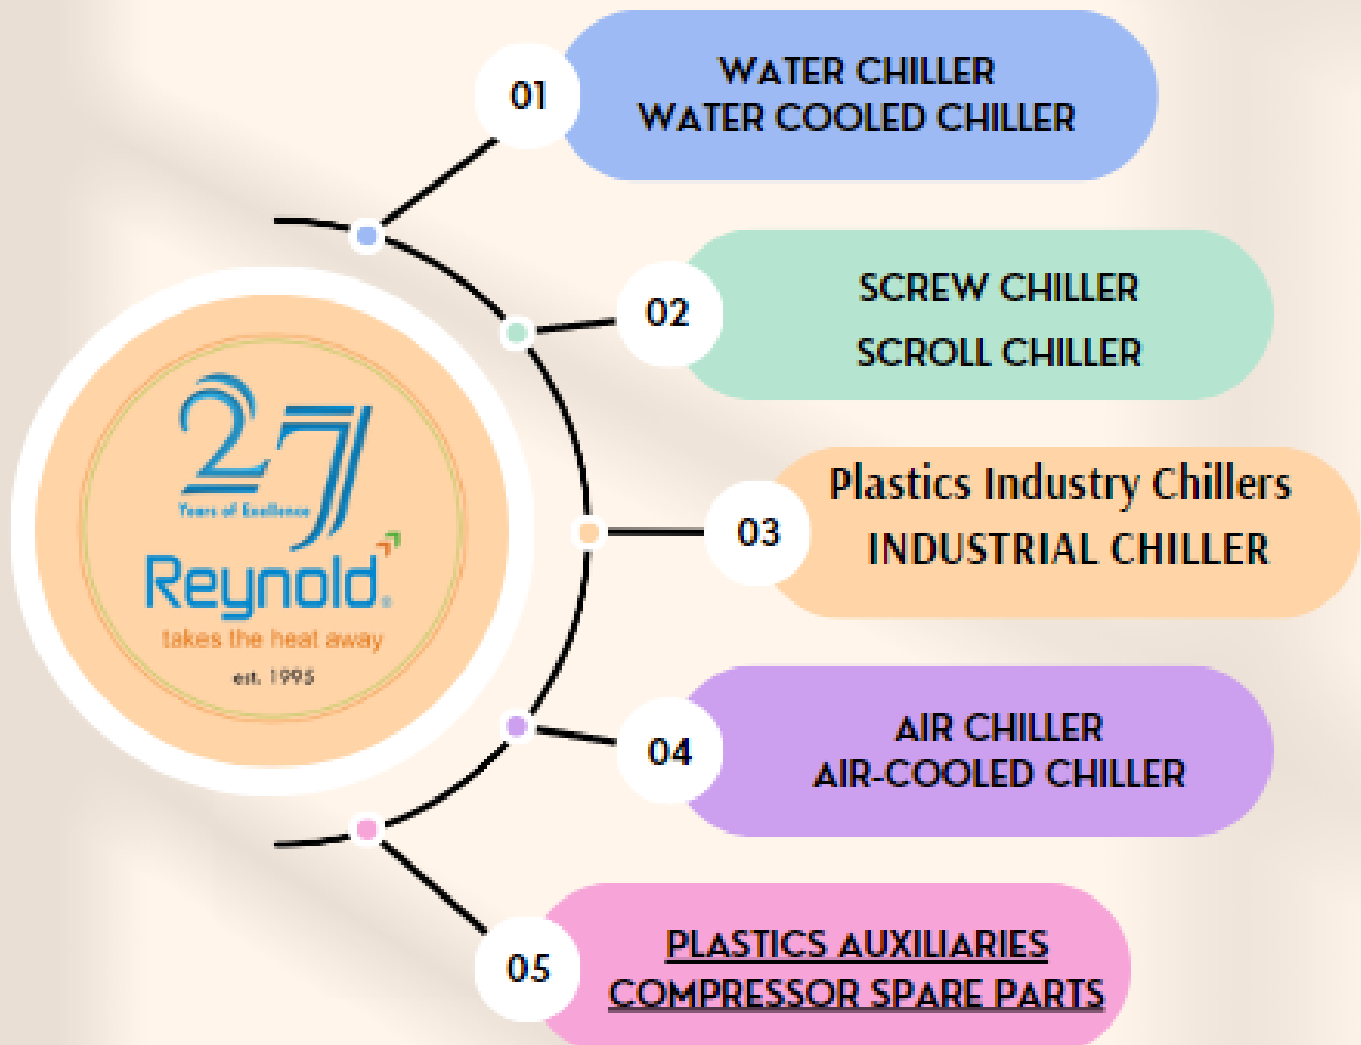 01
WATER CHILLER
WATER COOLED CHILLER
02
SCREW CHILLER
SCROLL CHILLER
27
Years of Exellence
Reynold®
takes the heat away
est. 1995
03
Plastics Industry Chillers
INDUSTRIAL CHILLER
04
AIR CHILLER
AIR-COOLED CHILLER
05
PLASTICS AUXILIARIES
COMPRESSOR SPARE PARTS